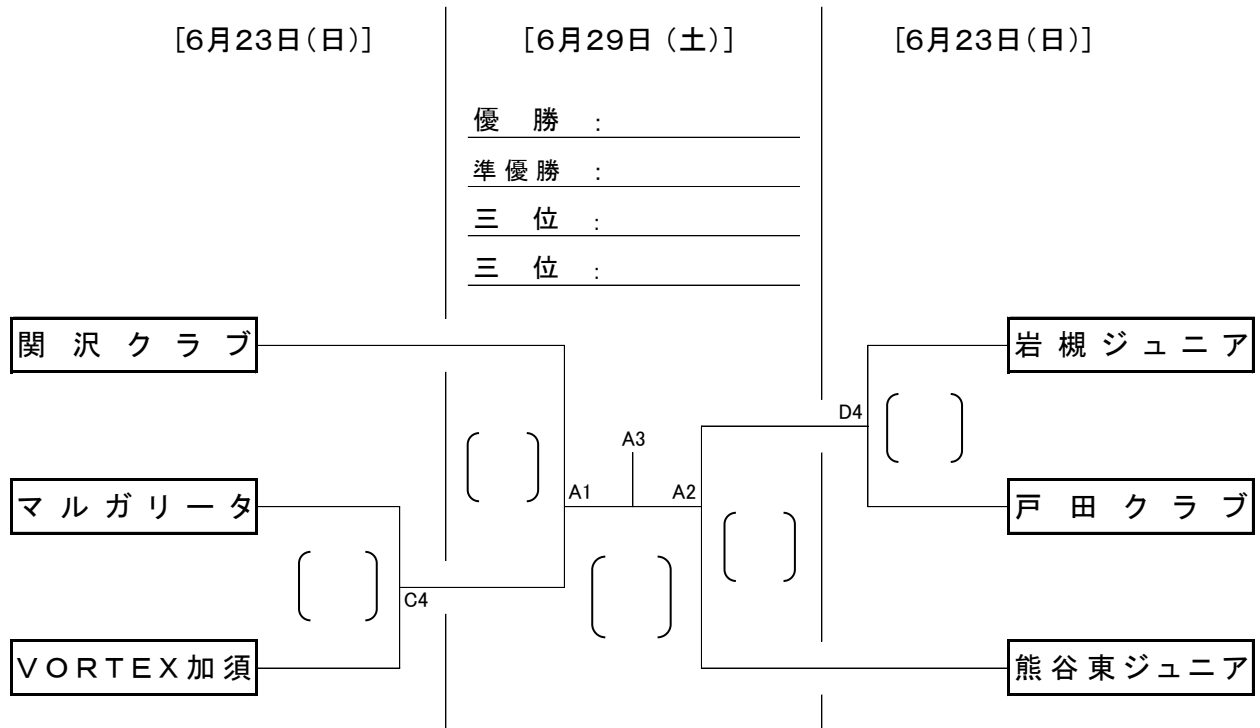 [6月23日(日)]
[6月29日 (土)]
[6月23日(日)]
優勝 :
準優勝 :
三位 :
三位 :
関沢クラブ
岩槻ジュニア
D4
A3
マルガリータ
A1
A2
戸田クラブ
C4
VORTEX加須
熊谷東ジュニア